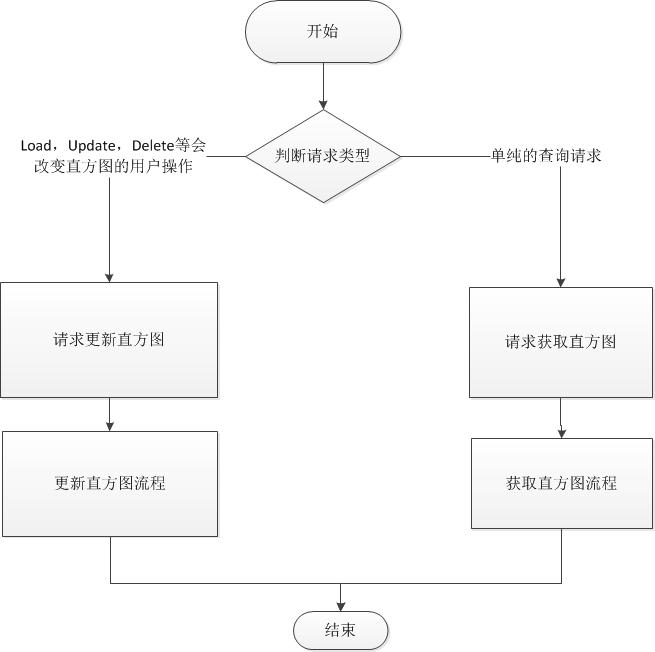 开始
判断请求类型
Load，Update，Delete等会
改变直方图的用户操作
单纯的查询请求
请求更新直方图
请求获取直方图
更新直方图流程
获取直方图流程
结束